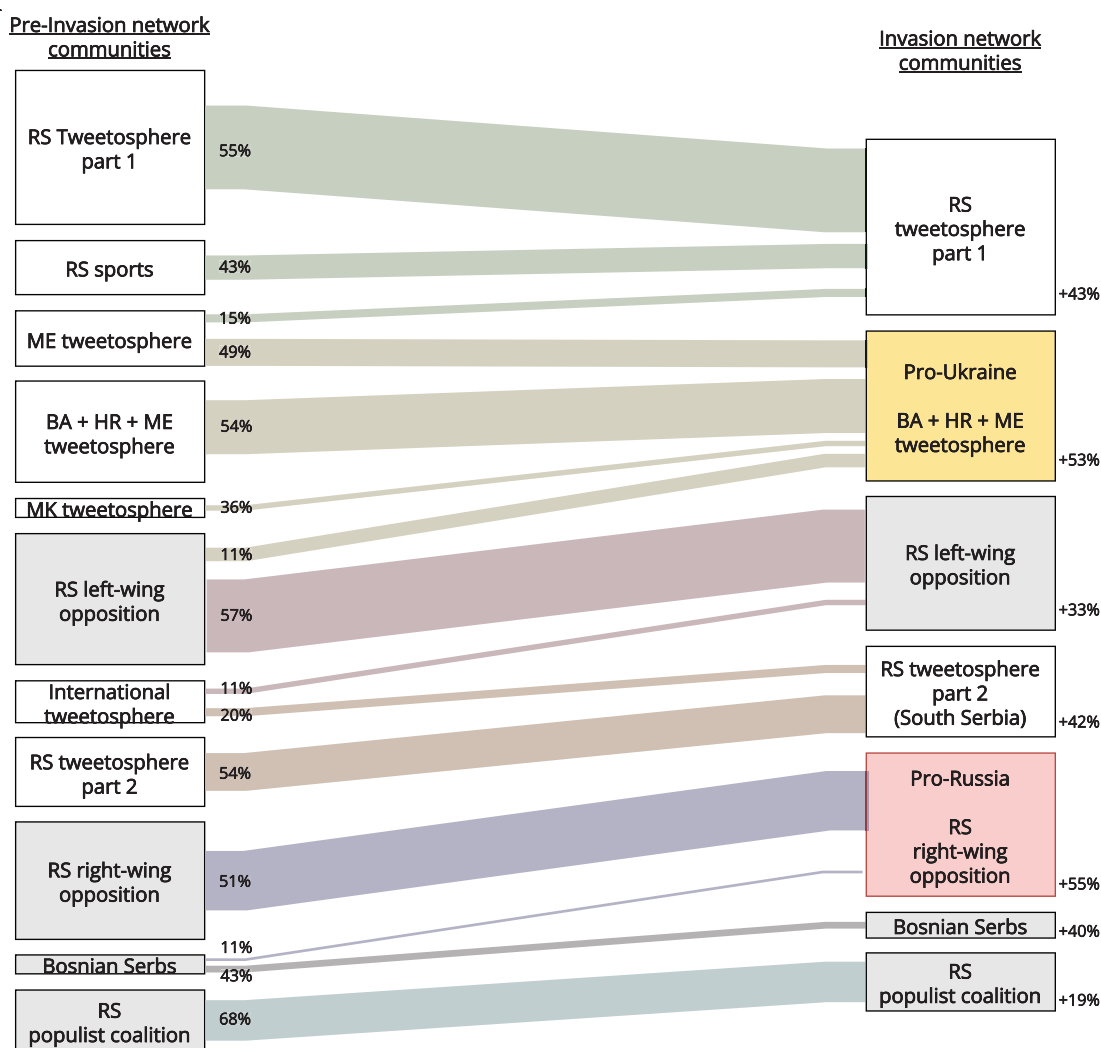 Pre-Invasion network
communities
Invasion network
communities
RS Tweetosphere
part 1
55%
RS
tweetosphere
part 1
+43%
RS sports
43%
ME tweetosphere
15%
49%
Pro-Ukraine
BA + HR + ME
tweetosphere
+53%
BA + HR + ME
tweetosphere
54%
MK tweetosphere
36%
RS left-wing
opposition
11%
57%
RS left-wing
opposition
+33%
International
tweetosphere
11%
20%
RS tweetosphere
part 2
(South Serbia)
+42%
RS tweetosphere
part 2
54%
Pro-Russia
RS
right-wing
opposition
+55%
RS right-wing
opposition
51%
Bosnian Serbs
11%
43%
Bosnian Serbs
+40%
RS
populist coalition
68%
RS
populist coalition
+19%